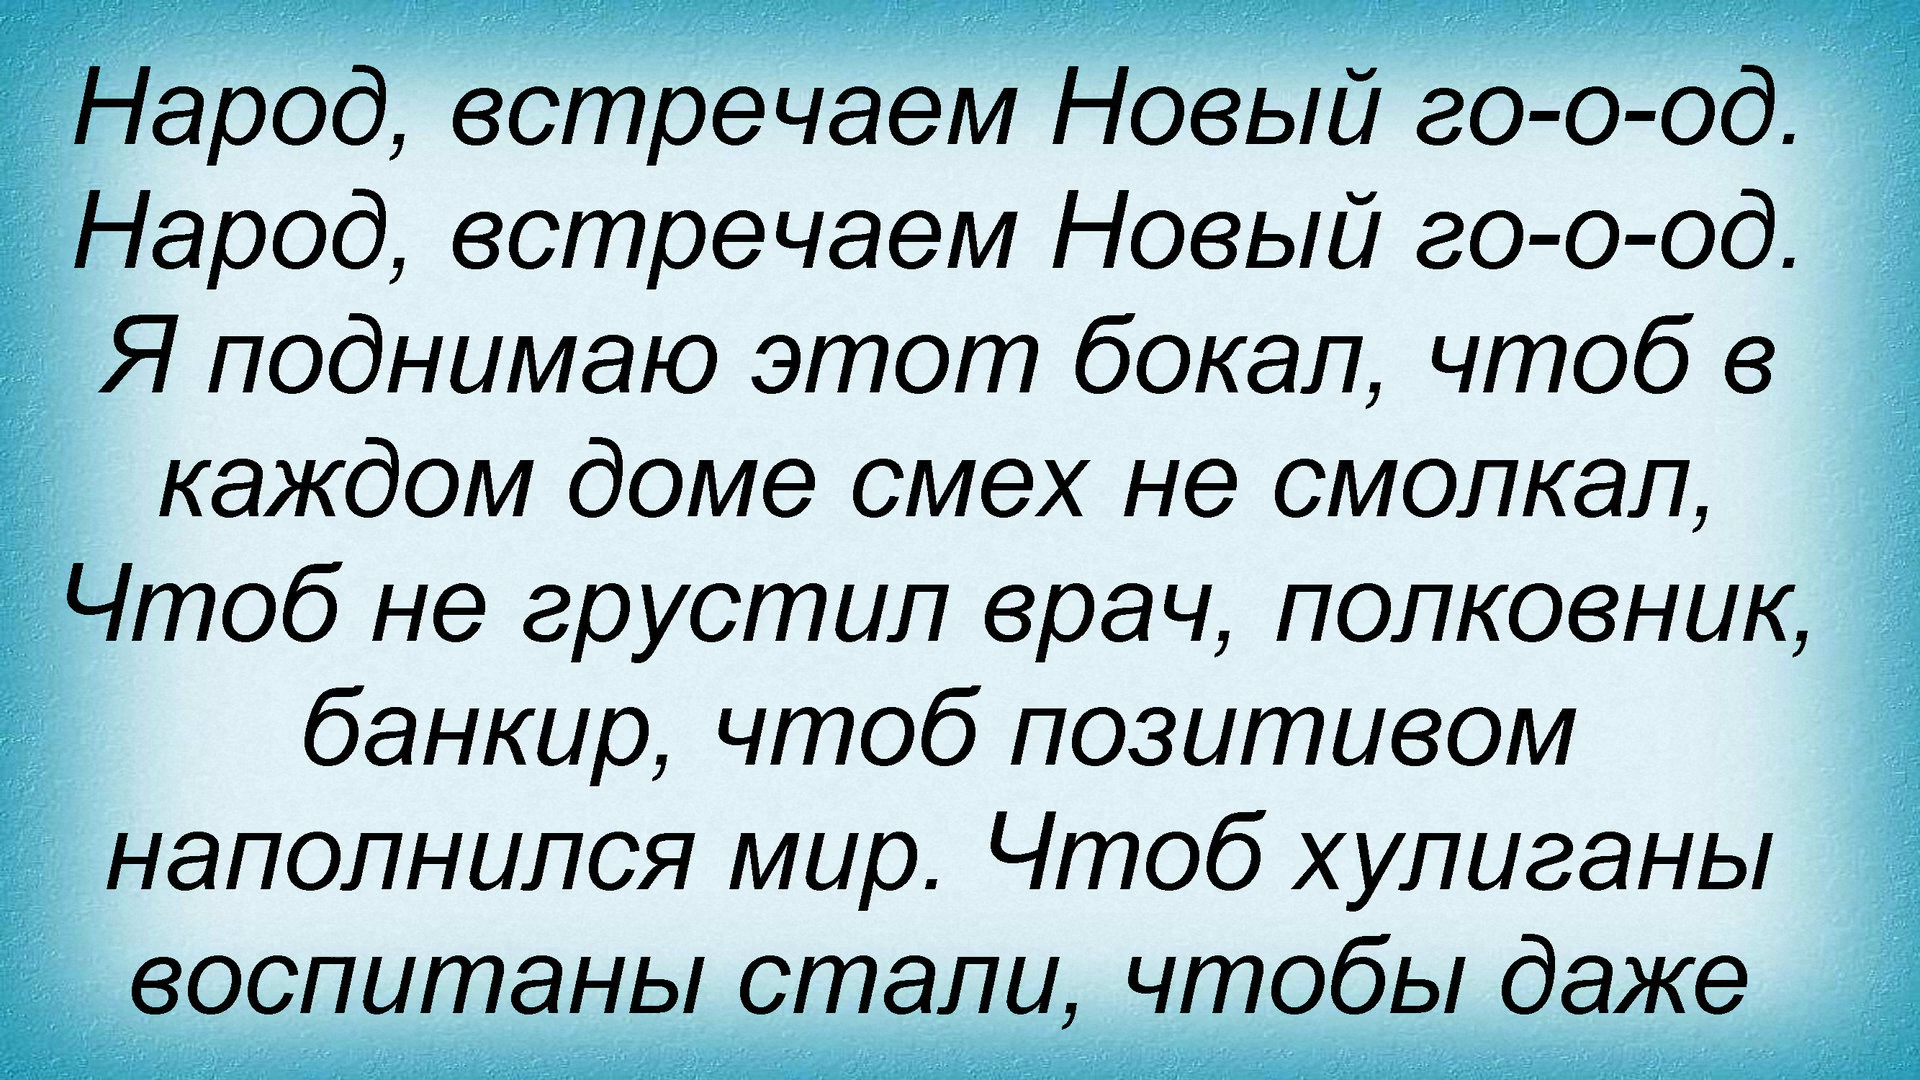 Народ, встречаем Новый го-о-од.
Народ, встречаем Новый го-о-од.
Я поднимаю этот бокал, чтоб в
каждом доме смех не смолкал,
Чтоб не грустил врач, полковник,
банкир, чтоб позитивом
наполнился мир. Чтоб хулиганы
воспитаны стали, чтобы даже